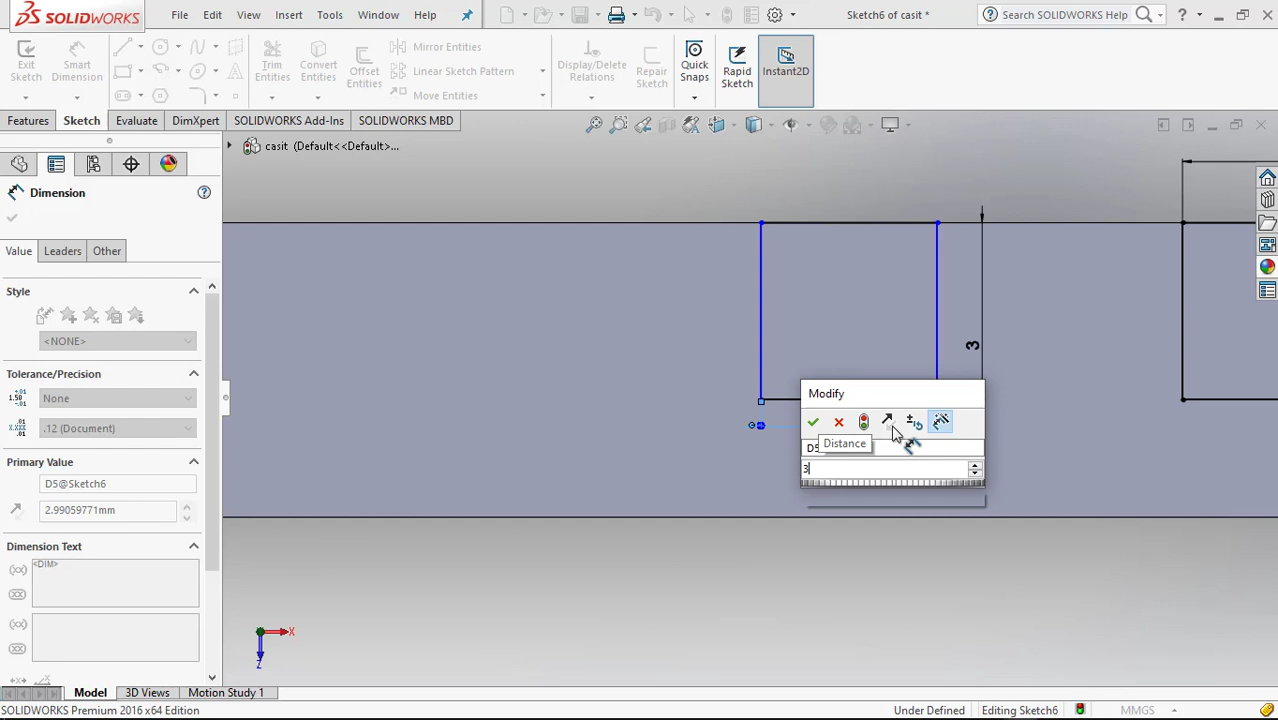 SOLIDWORKS
File Edit View Insert Tools Window Help
Sketch6 of casit *
Search SOLIDWORKS Help
?
Exit Sketch
Smart Dimension
Trim Entities
Convert Entities
Offset Entities
Mirror Entities
Linear Sketch Pattern
Move Entities
Display/Delete Relations
Repair Sketch
Quick Snaps
Rapid Sketch
Instant2D
Features Sketch Evaluate DimXpert SOLIDWORKS Add-Ins SOLIDWORKS MBD
casit (Default<<Default>...
Dimension
?
Value Leaders Other
Style
<NONE>
Tolerance/Precision
None
.12 (Document)
Primary Value
D5@Sketch6
2.99059771mm
Dimension Text
<DIM>
3
Modify
Distance
3
X
Z
Model 3D Views Motion Study 1
SOLIDWORKS Premium 2016 x64 Edition
Under Defined Editing Sketch6 MMGS